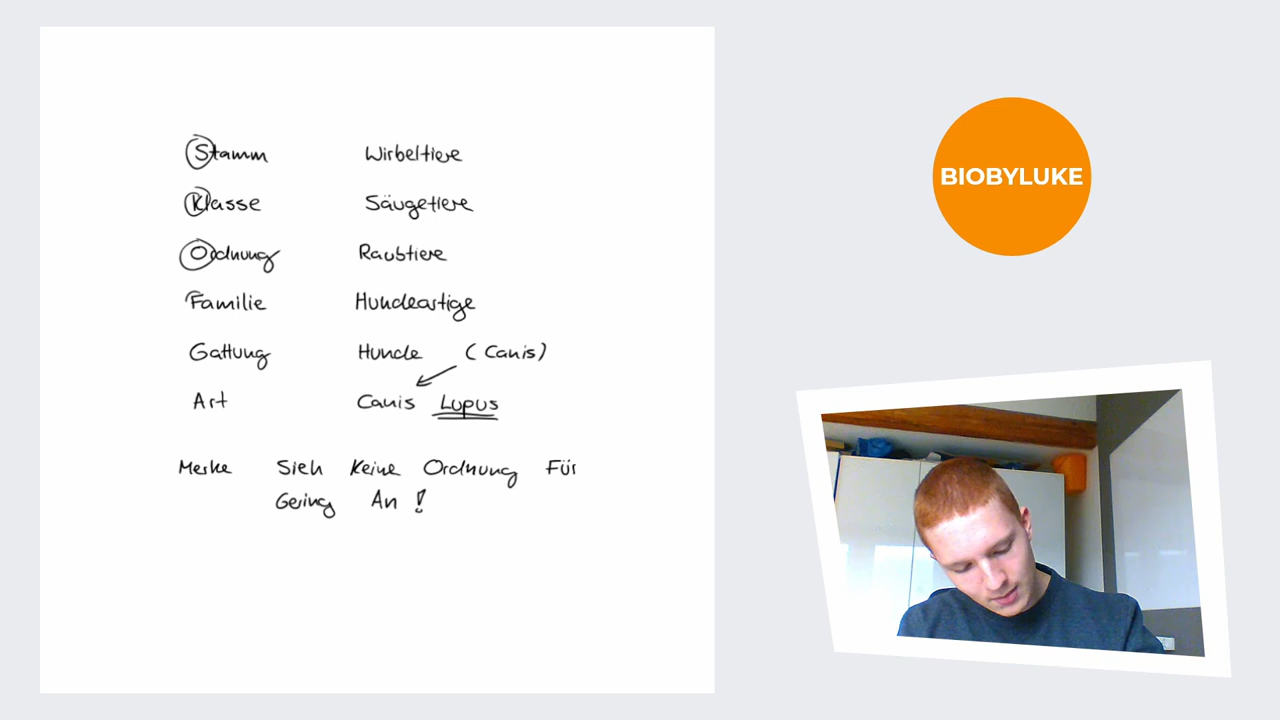 Stamm Wirbeltiere
Klasse Säugetiere
Ordnung Raubtiere
Familie Hundeartige
Gattung Hunde (Canis)
Art Canis Lupus
Merke Sieh Keine Ordnung Für
Gering An !
BIOBYLUKE